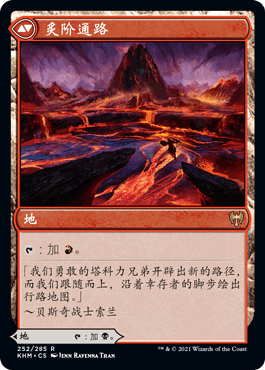 炙阶通路
地
：加。
「我们勇敢的塔科力兄弟开辟出新的路径，
而我们跟随而上，沿着幸存者的脚步绘出
行路地图。」
～贝斯奇战士索兰
地 ：加。
252/285 R
KHM • CS JENN RAVENNA TRAN
™ & © 2021 Wizards of the Coast